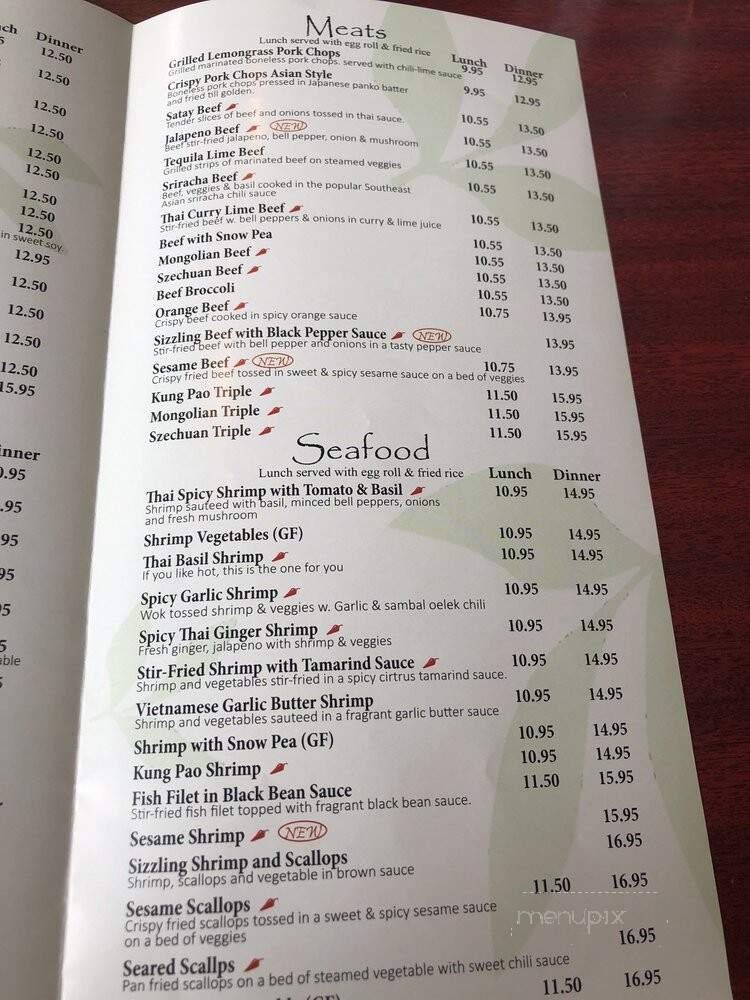 ch Dinner
5 12.50
12.50
12.50
12.50
12.50
12.50
12.50
12.50
12.50
in sweet soy.
12.95
12.50
12.50
12.50
12.50
15.95
inner
0.95
.95
95
95
5
5
able
Meats
Lunch served with egg roll & fried rice
Lunch Dinner
Grilled Lemongrass Pork Chops 9.95 12.95
Grilled marinated boneless pork chops. served with chili-lime sauce
Crispy Pork Chops Asian Style 9.95 12.95
Boneless pork chops pressed in Japanese panko batter
and fried till golden.
Satay Beef 10.55 13.50
Tender slices of beef and onions tossed in thai sauce.
Jalapeno Beef NEW 10.55 13.50
Beef stir-fried jalapeno, bell pepper, onion & mushroom
Tequila Lime Beef 10.55 13.50
Grilled strips of marinated beef on steamed veggies
Sriracha Beef 10.55 13.50
Beef, veggies & basil cooked in the popular Southeast
Asian sriracha chili sauce
Thai Curry Lime Beef 10.55 13.50
Stir-fried beef w. bell peppers & onions in curry & lime juice
Beef with Snow Pea 10.55 13.50
Mongolian Beef 10.55 13.50
Szechuan Beef 10.55 13.50
Beef Broccoli 10.55 13.50
Orange Beef 10.75 13.95
Crispy beef cooked in spicy orange sauce
Sizzling Beef with Black Pepper Sauce NEW 13.95
Stir-fried beef with bell pepper and onions in a tasty pepper sauce
Sesame Beef NEW 10.75 13.95
Crispy fried beef tossed in sweet & spicy sesame sauce on a bed of veggies
Kung Pao Triple 11.50 15.95
Mongolian Triple 11.50 15.95
Szechuan Triple 11.50 15.95
Seafood
Lunch served with egg roll & fried rice Lunch Dinner
Thai Spicy Shrimp with Tomato & Basil 10.95 14.95
Shrimp sauteed with basil, minced bell peppers, onions
and fresh mushroom
Shrimp Vegetables (GF) 10.95 14.95
Thai Basil Shrimp 10.95 14.95
If you like hot, this is the one for you
Spicy Garlic Shrimp 10.95 14.95
Wok tossed shrimp & veggies w. Garlic & sambal oelek chili
Spicy Thai Ginger Shrimp 10.95 14.95
Fresh ginger, jalapeno with shrimp & veggies
Stir-Fried Shrimp with Tamarind Sauce 10.95 14.95
Shrimp and vegetables stir-fried in a spicy cirtrus tamarind sauce.
Vietnamese Garlic Butter Shrimp 10.95 14.95
Shrimp and vegetables sauteed in a fragrant garlic butter sauce
Shrimp with Snow Pea (GF) 10.95 14.95
Kung Pao Shrimp 10.95 14.95
Fish Filet in Black Bean Sauce 11.50 15.95
Stir-fried fish filet topped with fragrant black bean sauce.
Sesame Shrimp NEW 15.95
Sizzling Shrimp and Scallops 16.95
Shrimp, scallops and vegetable in brown sauce
Sesame Scallops 11.50 16.95
Crispy fried scallops tossed in a sweet & spicy sesame sauce
on a bed of veggies
menupix
Seared Scallps 16.95
Pan fried scallops on a bed of steamed vegetable with sweet chili sauce
11.50 16.95